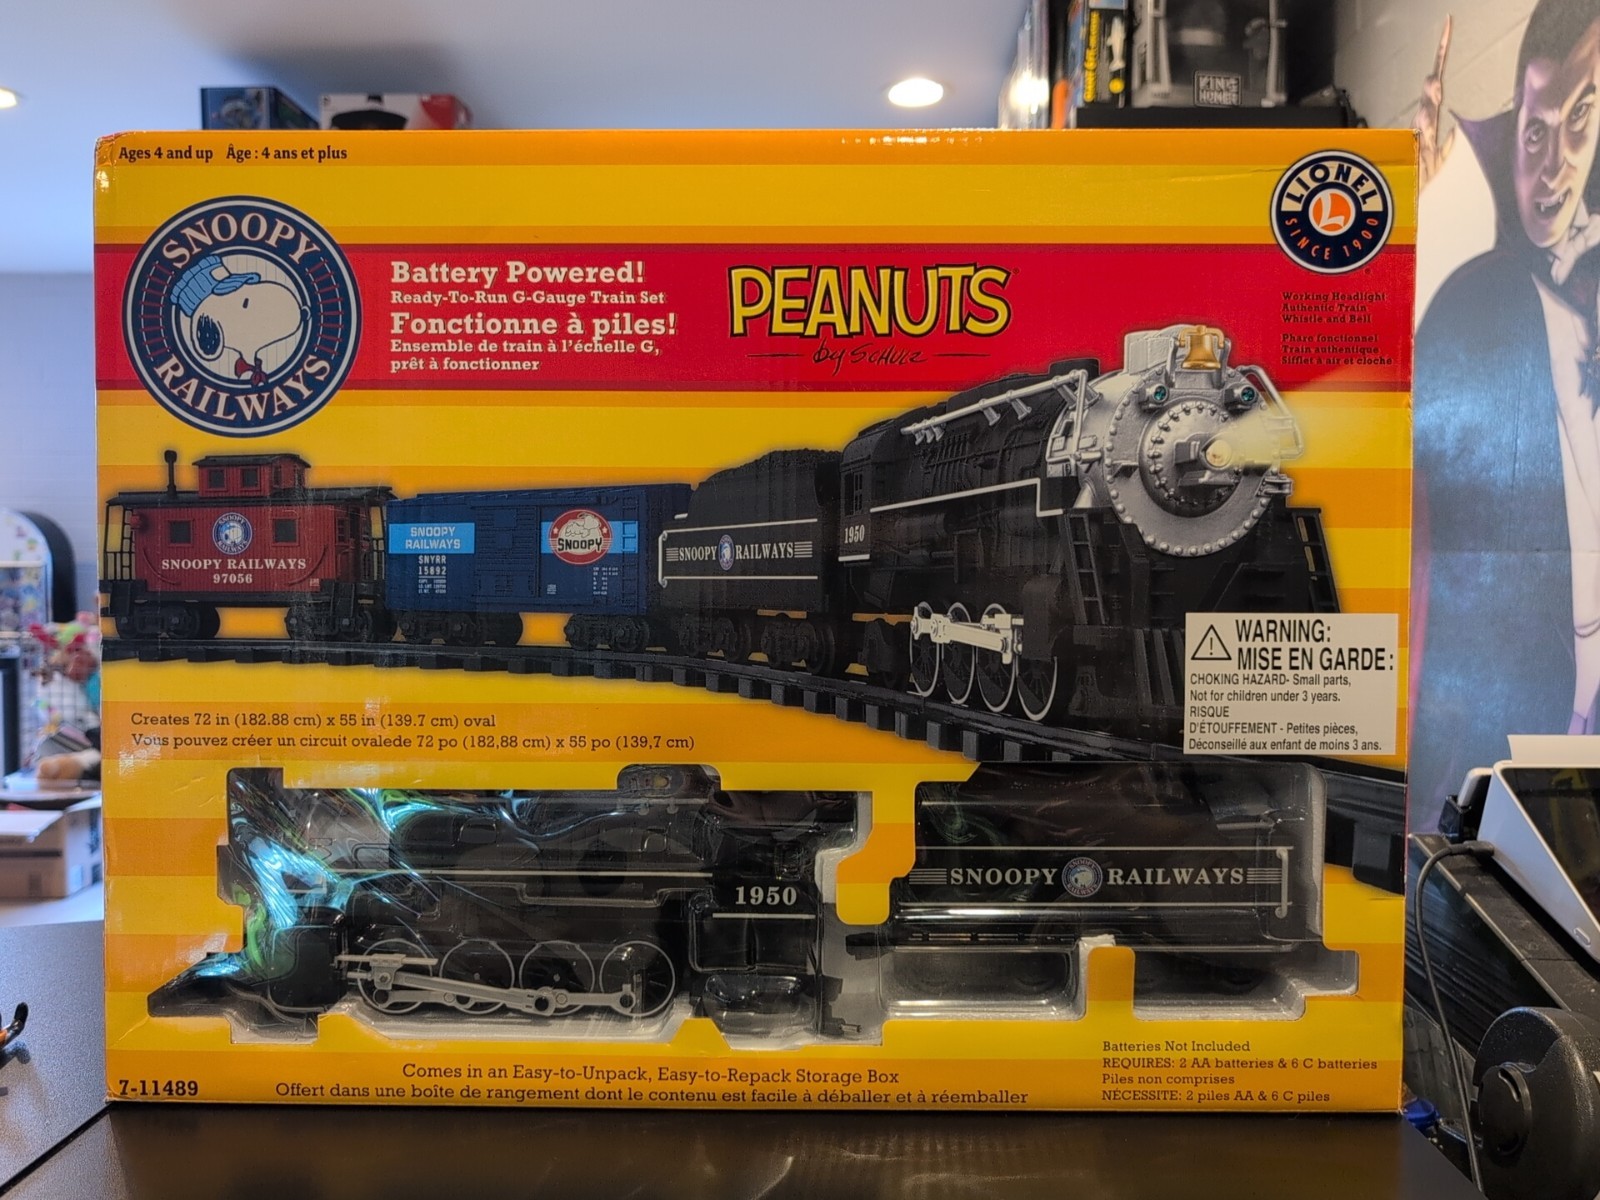 KING
HONOR
Ages 4 and up Âge : 4 ans et plus
LIONEL
L
SINCE 1900
SNOOPY
RAILWAYS
Battery Powered!
Ready-To-Run G-Gauge Train Set
Fonctionne à piles!
Ensemble de train à l'échelle G,
prêt à fonctionner
PEANUTS
by SCHULZ
Working Headlight
Authentic Train
Whistle and Bell
Phare fonctionnel
Train authentique
Sifflet à air et cloche
SNOOPY RAILWAYS
97056
SNOOPY
RAILWAYS
SNYRR
15892
SNOOPY
SNOOPY RAILWAYS
1950
WARNING:
MISE EN GARDE:
CHOKING HAZARD- Small parts,
Not for children under 3 years.
RISQUE
D'ÉTOUFFEMENT - Petites pièces,
Déconseillé aux enfant de moins 3 ans.
Creates 72 in (182.88 cm) x 55 in (139.7 cm) oval
Vous pouvez créer un circuit ovalede 72 po (182,88 cm) x 55 po (139,7 cm)
1950
SNOOPY RAILWAYS
Batteries Not Included
REQUIRES: 2 AA batteries & 6 C batteries
Piles non comprises
NÉCESSITE: 2 piles AA & 6 C piles
Comes in an Easy-to-Unpack, Easy-to-Repack Storage Box
Offert dans une boîte de rangement dont le contenu est facile à déballer et à réemballer
7-11489